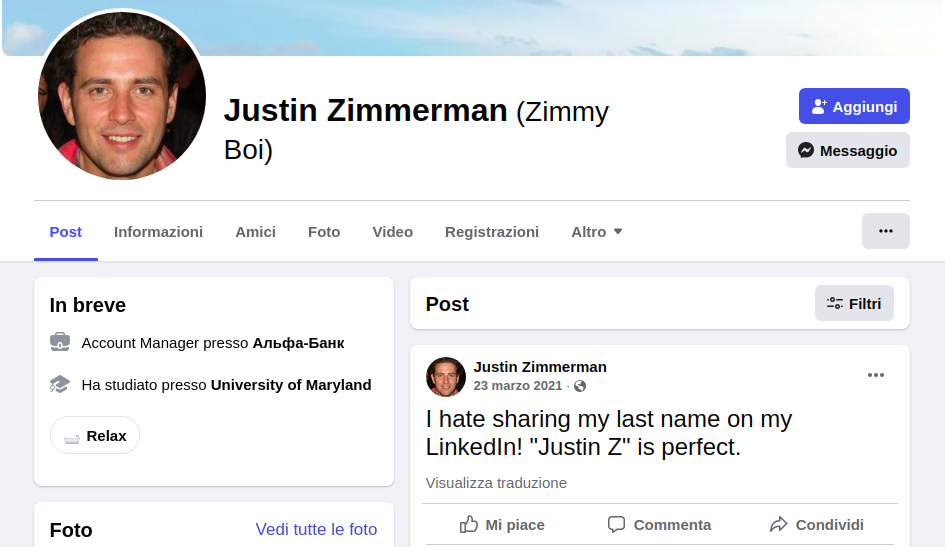 Justin Zimmerman (Zimmy
Boi)
Aggiungi
Messaggio
Post
Informazioni
Amici
Foto
Video
Registrazioni
Altro
In breve
Account Manager presso Альфа-Банк
Ha studiato presso University of Maryland
Relax
Foto
Vedi tutte le foto
Post
Filtri
Justin Zimmerman
23 marzo 2021 ·
I hate sharing my last name on my
LinkedIn! "Justin Z" is perfect.
Visualizza traduzione
Mi piace
Commenta
Condividi